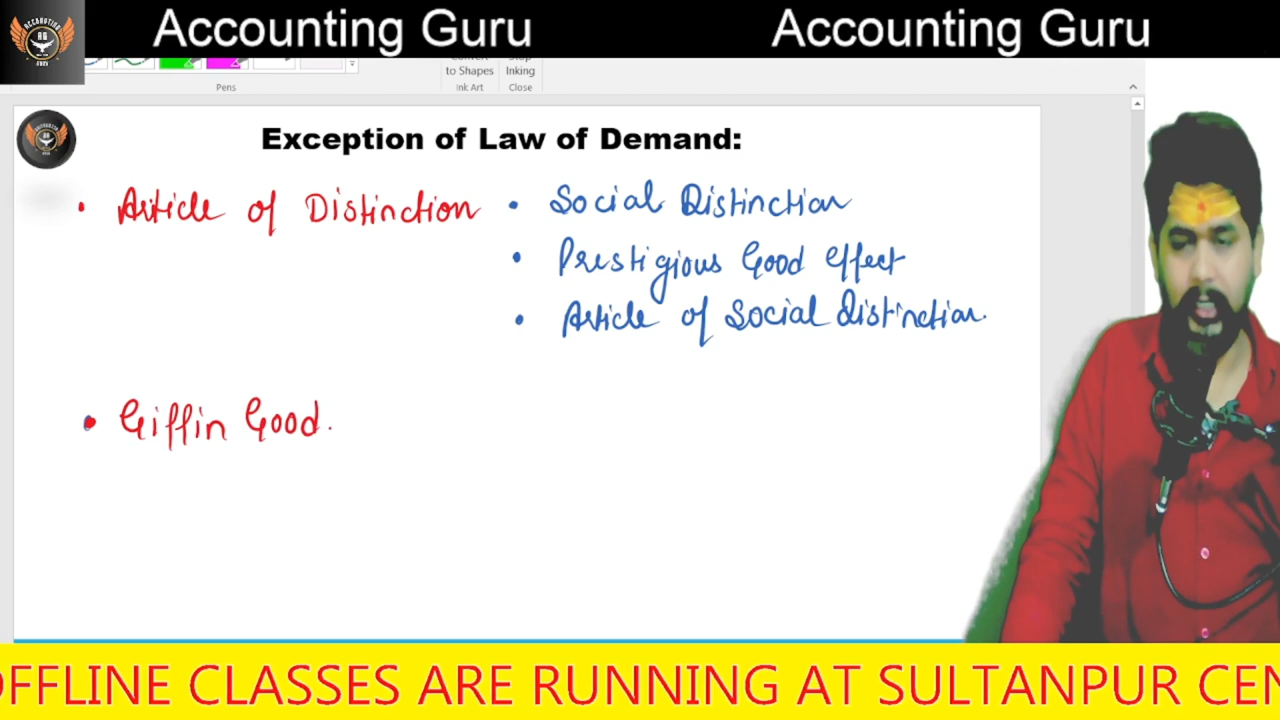 Accounting Guru
Accounting Guru
to Shapes
Inking
Pens
Ink Art
Close
Exception of Law of Demand:
• Article of Distinction
• Social Distinction
• Prestigious Good effect
• Article of Social Distinction.
• Giffin Good.
OFFLINE CLASSES ARE RUNNING AT SULTANPUR CEN